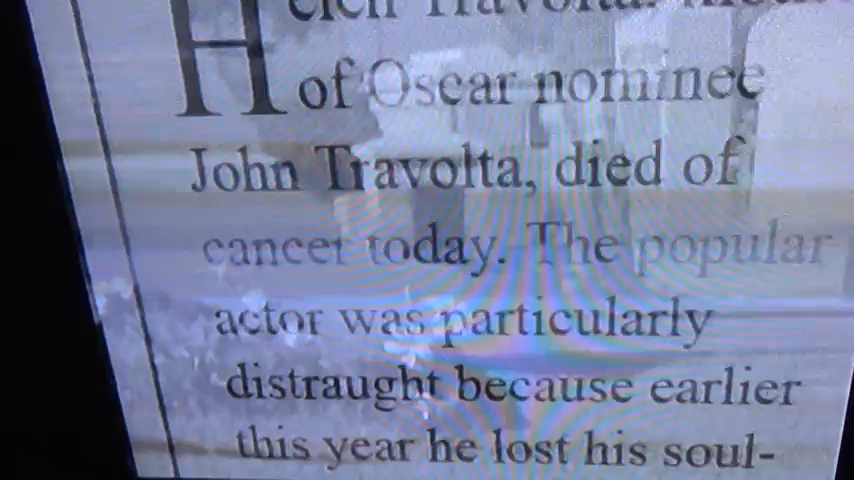 H
of Oscar nominee
John Travolta, died of
cancer today. The popular
actor was particularly
distraught because earlier
this year he lost his soul-